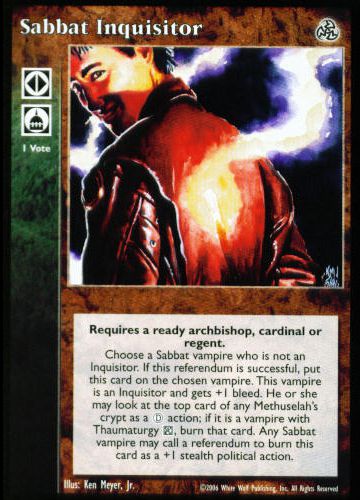 Sabbat Inquisitor
1 Vote
Requires a ready archbishop, cardinal or
regent.
Choose a Sabbat vampire who is not an
Inquisitor. If this referendum is successful, put
this card on the chosen vampire. This vampire
is an Inquisitor and gets +1 bleed. He or she
may look at the top card of any Methuselah's
crypt as a Ⓓ action; if it is a vampire with
Thaumaturgy, burn that card. Any Sabbat
vampire may call a referendum to burn this
card as a +1 stealth political action.
Illus: Ken Meyer, Jr.
©2006 White Wolf Publishing, Inc. All Rights Reserved